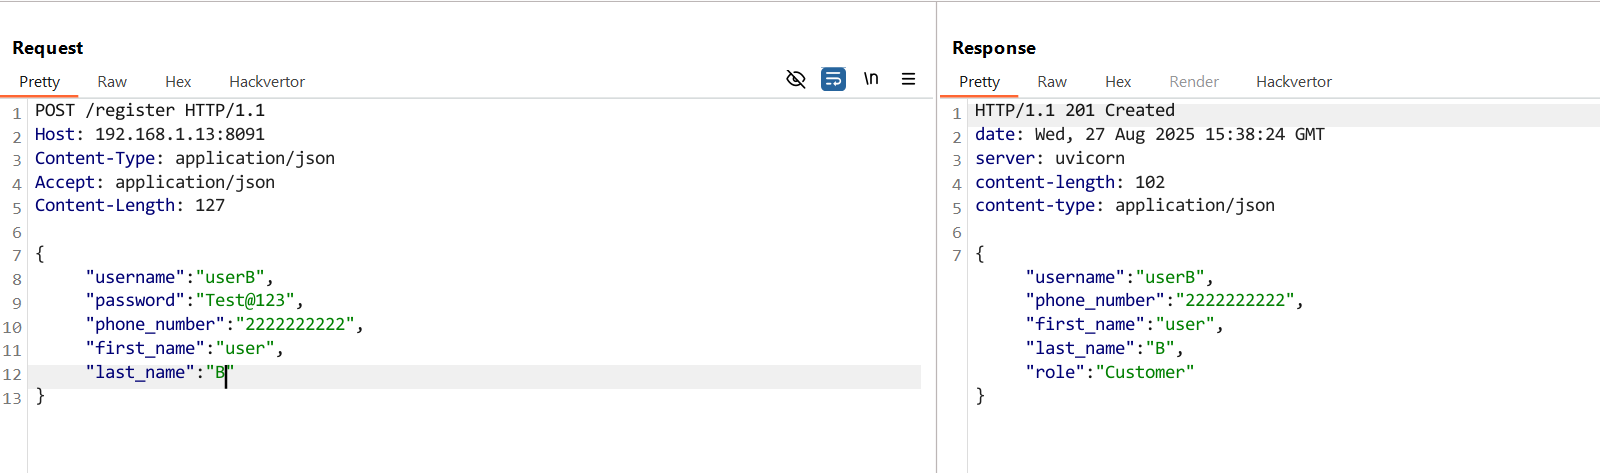 Request
Pretty Raw Hex Hackvertor \n
1 POST /register HTTP/1.1
2 Host: 192.168.1.13:8091
3 Content-Type: application/json
4 Accept: application/json
5 Content-Length: 127
6
7 {
8 "username":"userB",
9 "password":"Test@123",
10 "phone_number":"2222222222",
11 "first_name":"user",
12 "last_name":"B"
13 }
Response
Pretty Raw Hex Render Hackvertor
1 HTTP/1.1 201 Created
2 date: Wed, 27 Aug 2025 15:38:24 GMT
3 server: uvicorn
4 content-length: 102
5 content-type: application/json
6
7 {
"username":"userB",
"phone_number":"2222222222",
"first_name":"user",
"last_name":"B",
"role":"Customer"
}